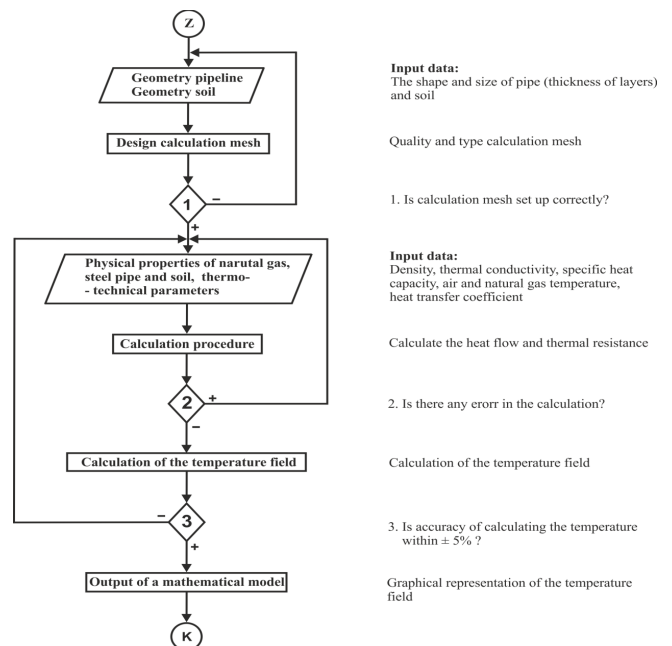 Z
Geometry pipeline
Geometry soil
Input data:
The shape and size of pipe (thickness of layers)
and soil
Design calculation mesh
Quality and type calculation mesh
1
–
+
1. Is calculation mesh set up correctly?
Physical properties of narutal gas,
steel pipe and soil, thermo-
- technical parameters
Input data:
Density, thermal conductivity, specific heat
capacity, air and natural gas temperature,
heat transfer coefficient
Calculation procedure
Calculate the heat flow and thermal resistance
2
+
–
2. Is there any erorr in the calculation?
Calculation of the temperature field
Calculation of the temperature field
–
3
+
3. Is accuracy of calculating the temperature
within ± 5% ?
Output of a mathematical model
Graphical representation of the temperature
field
K